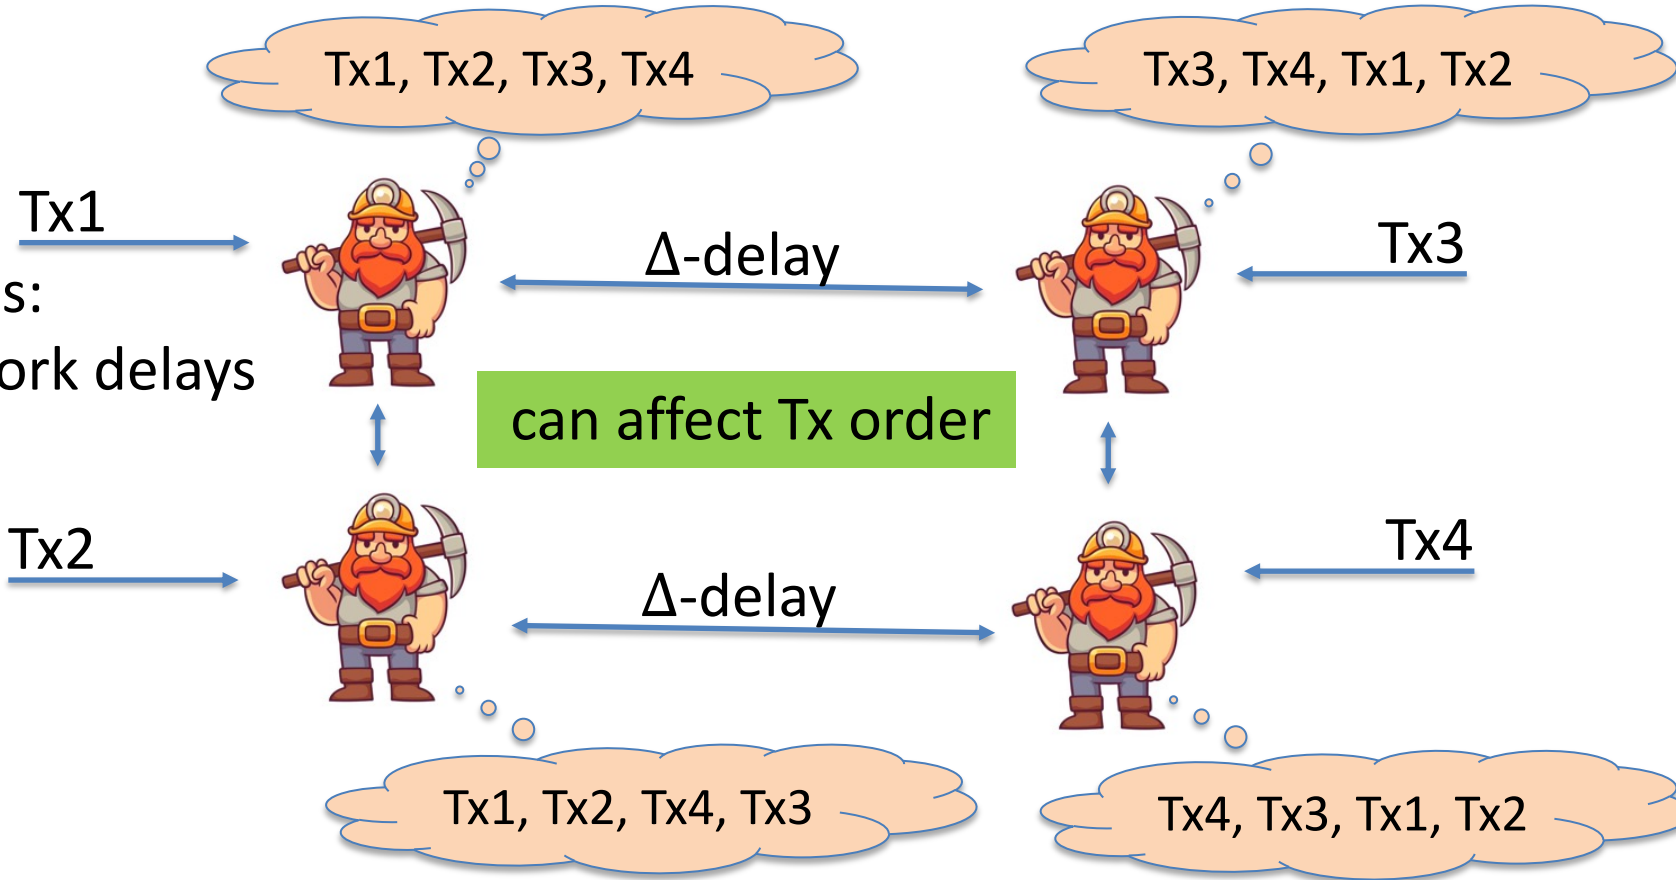 Tx1, Tx2, Tx3, Tx4
Tx3, Tx4, Tx1, Tx2
Tx1
Δ-delay
Tx3
s:
ork delays
can affect Tx order
Tx2
Δ-delay
Tx4
Tx1, Tx2, Tx4, Tx3
Tx4, Tx3, Tx1, Tx2